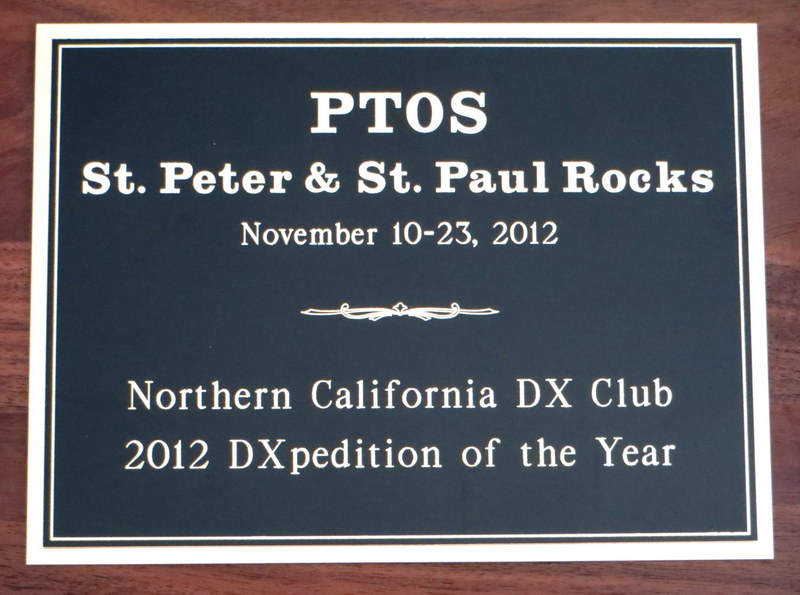 PT0S
St. Peter & St. Paul Rocks
November 10-23, 2012
Northern California DX Club
2012 DXpedition of the Year